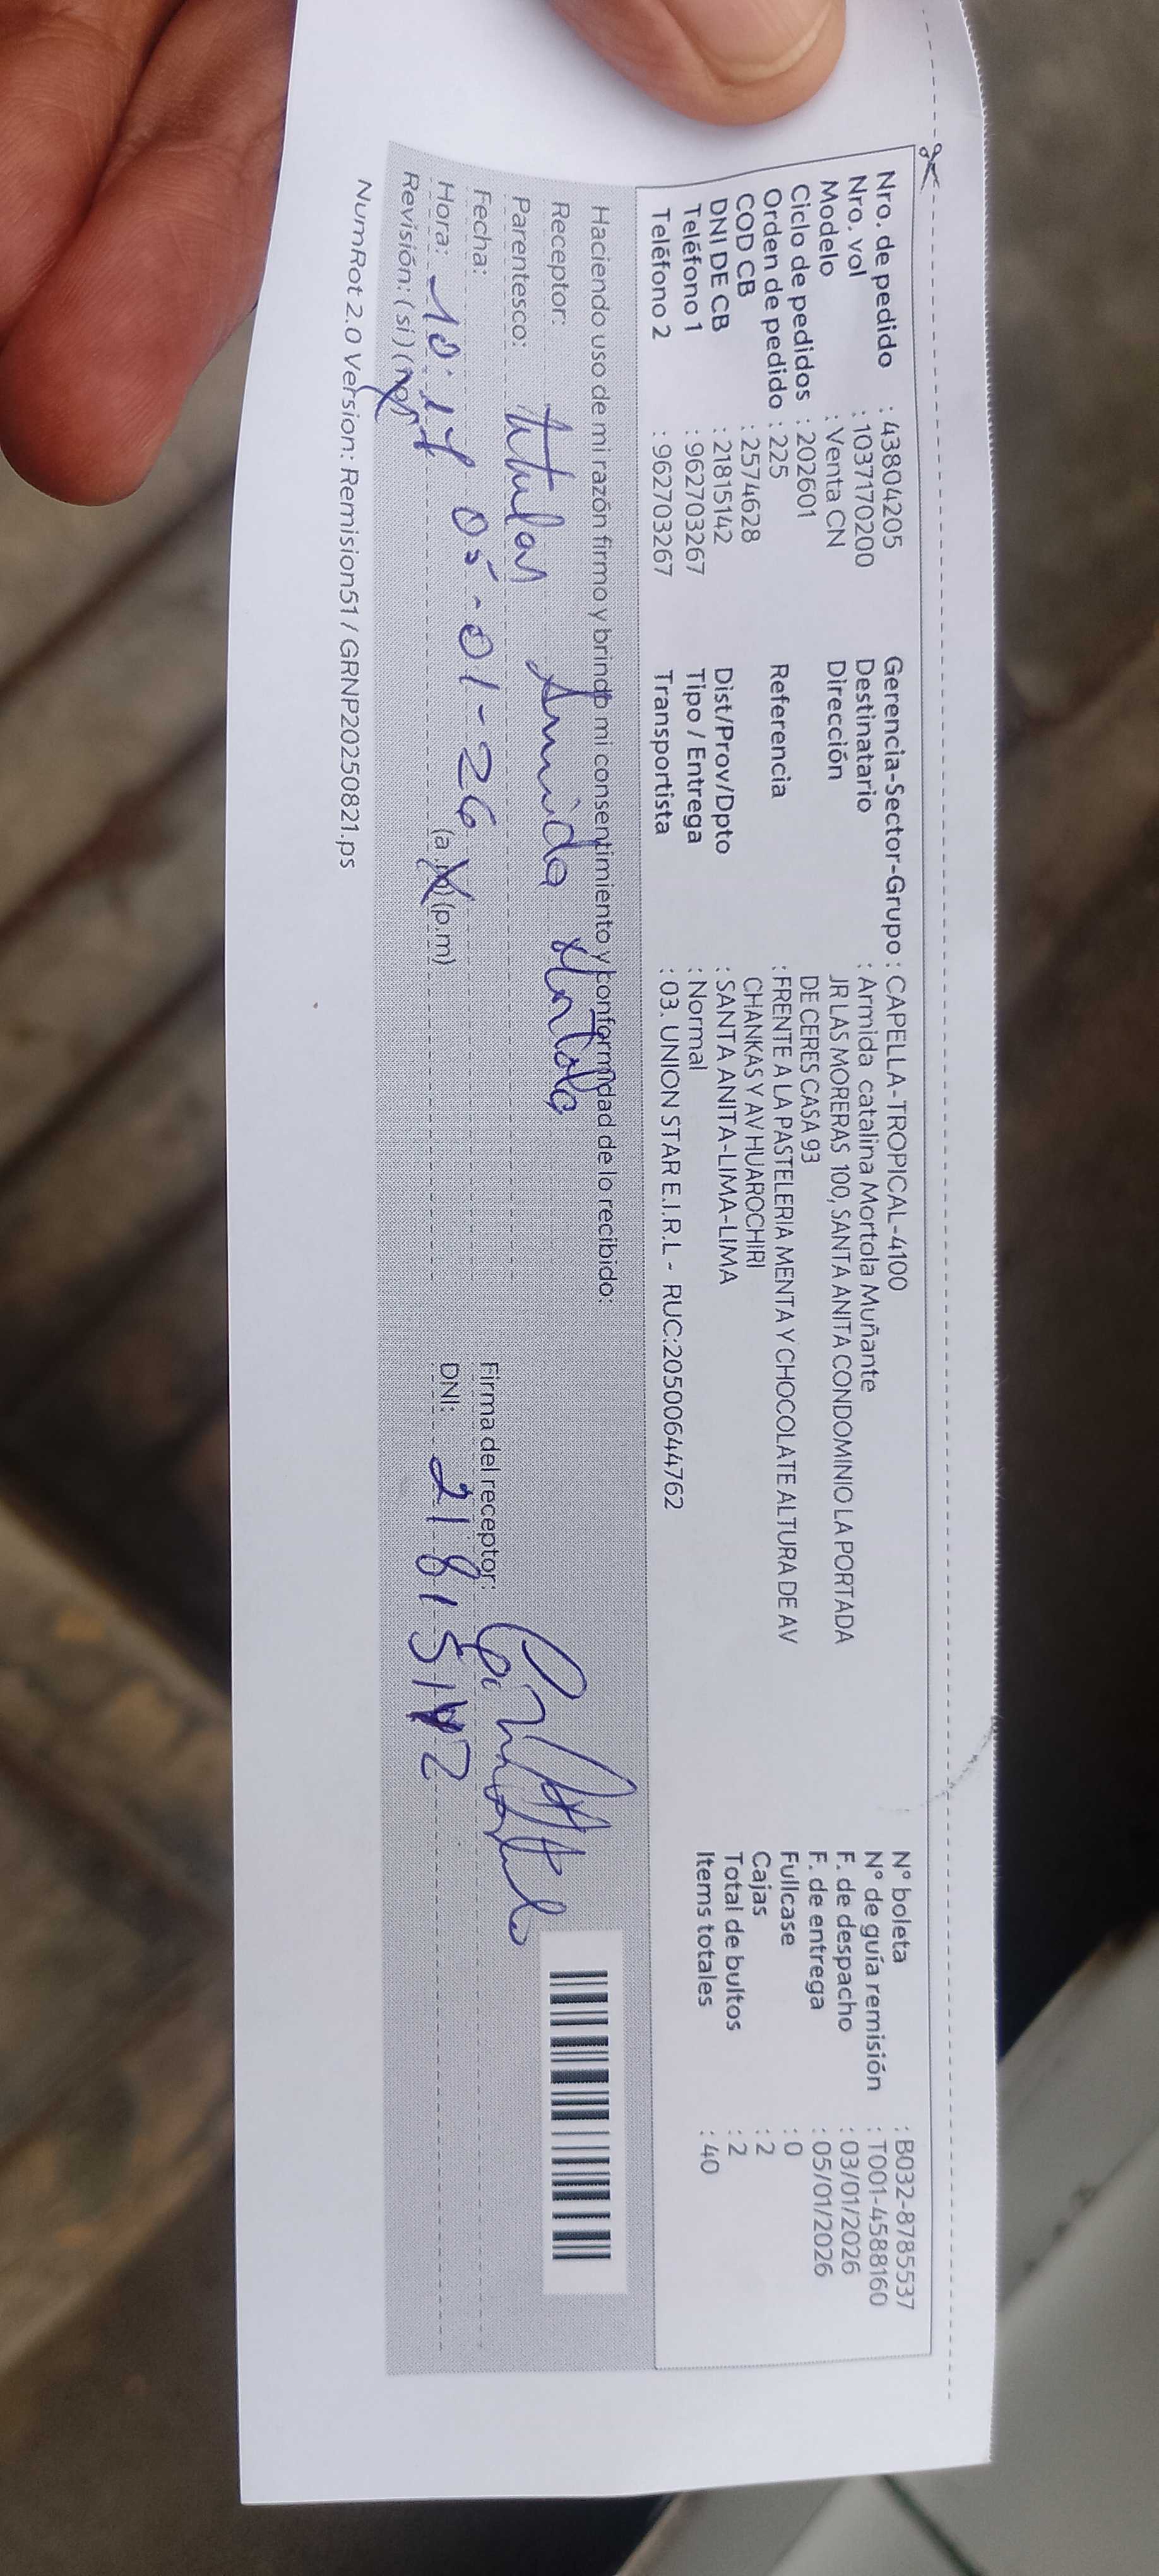 Nro. de pedido : 43804205
Nro. vol : 1037170200
Modelo : Venta CN
Ciclo de pedidos : 202601
Orden de pedido : 225
COD CB : 2574628
DNI DE CB : 21815142
Teléfono 1 : 962703267
Teléfono 2 : 962703267
Gerencia-Sector-Grupo : CAPELLA-TROPICAL-4100
Destinatario : Armida catalina Mortola Muñante
Dirección JR LAS MORERAS 100, SANTA ANITA CONDOMINIO LA PORTADA
DE CERES CASA 93
Referencia : FRENTE A LA PASTELERIA MENTA Y CHOCOLATE ALTURA DE AV
CHANKAS Y AV HUAROCHIRI
Dist/Prov/Dpto : SANTA ANITA-LIMA-LIMA
Tipo / Entrega : Normal
Transportista : 03. UNION STAR E.I.R.L - RUC:20500644762
N° boleta : B032-8785537
N° de guía remisión : T001-4588160
F. de despacho : 03/01/2026
F. de entrega : 05/01/2026
Fullcase : 0
Cajas : 2
Total de bultos : 2
Items totales : 40
Haciendo uso de mi razón firmo y brindo mi consentimiento y conformidad de lo recibido:
Receptor: Armida Mortola
Parentesco: titular
Fecha: 05-01-26
Hora: 10:17 (a.m) (p.m)
Revisión: (si) (no)
Firma del receptor:
DNI: 21815142
NumRot 2.0 Version: Remision51 / GRNP20250821.ps